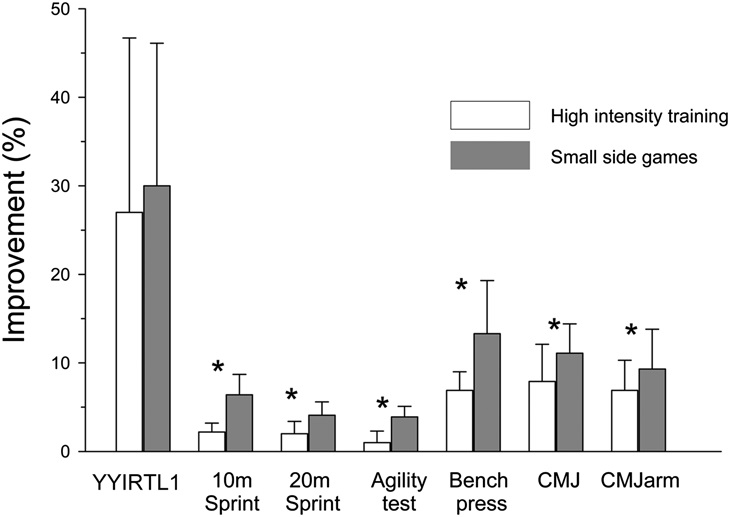 Improvement (%)
50
40
30
20
10
0
High intensity training
Small side games
*
*
*
*
*
*
YYIRTL1
10m
Sprint
20m
Sprint
Agility
test
Bench
press
CMJ
CMJarm